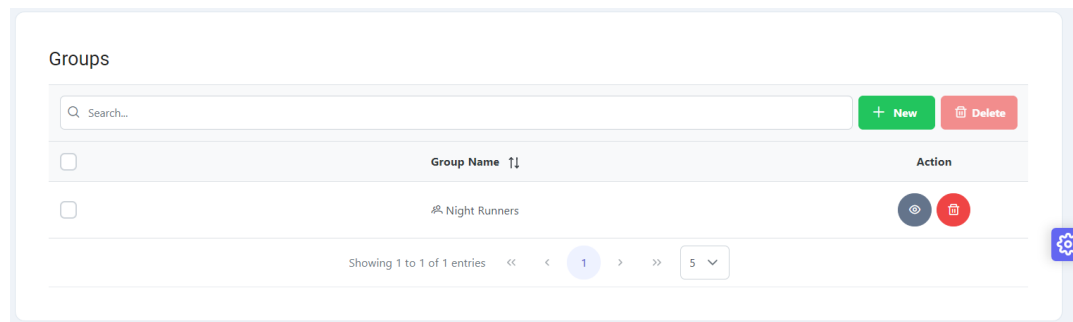 Groups
Search...
New
Delete
Group Name
Action
Night Runners
Showing 1 to 1 of 1 entries
1
5